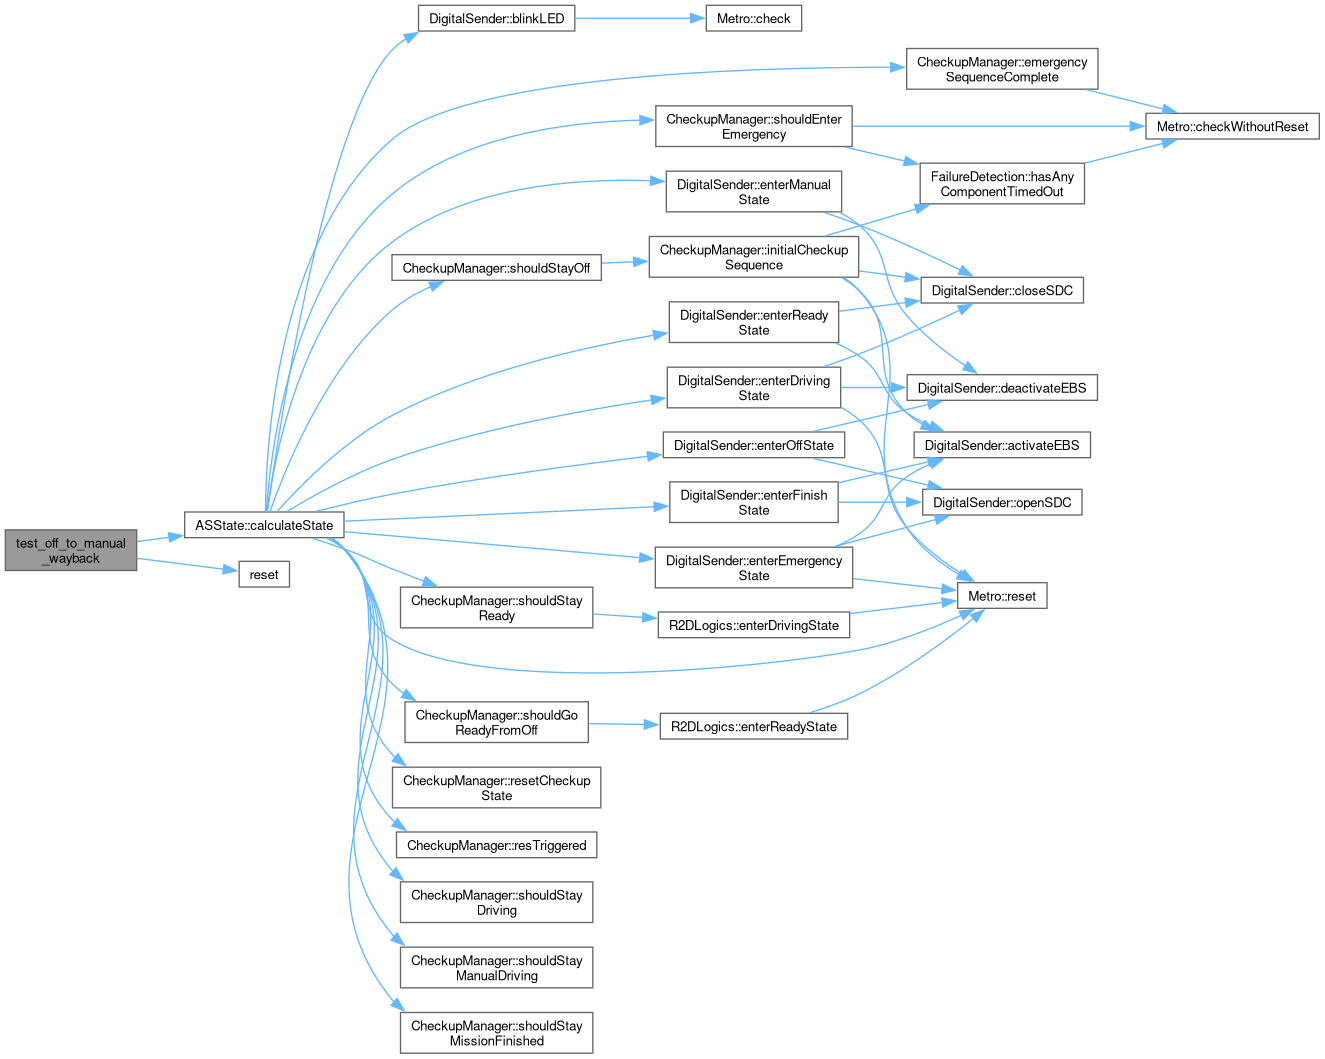 DigitalSender::blinkLED
Metro::check
CheckupManager::emergency
SequenceComplete
CheckupManager::shouldEnter
Emergency
Metro::checkWithoutReset
FailureDetection::hasAny
ComponentTimedOut
DigitalSender::enterManual
State
CheckupManager::shouldStayOff
CheckupManager::initialCheckup
Sequence
DigitalSender::closeSDC
DigitalSender::enterReady
State
DigitalSender::enterDriving
State
DigitalSender::deactivateEBS
DigitalSender::enterOffState
DigitalSender::activateEBS
DigitalSender::enterFinish
State
DigitalSender::openSDC
ASState::calculateState
test_off_to_manual
_wayback
reset
DigitalSender::enterEmergency
State
CheckupManager::shouldStay
Ready
Metro::reset
R2DLogics::enterDrivingState
CheckupManager::shouldGo
ReadyFromOff
R2DLogics::enterReadyState
CheckupManager::resetCheckup
State
CheckupManager::resTriggered
CheckupManager::shouldStay
Driving
CheckupManager::shouldStay
ManualDriving
CheckupManager::shouldStay
MissionFinished